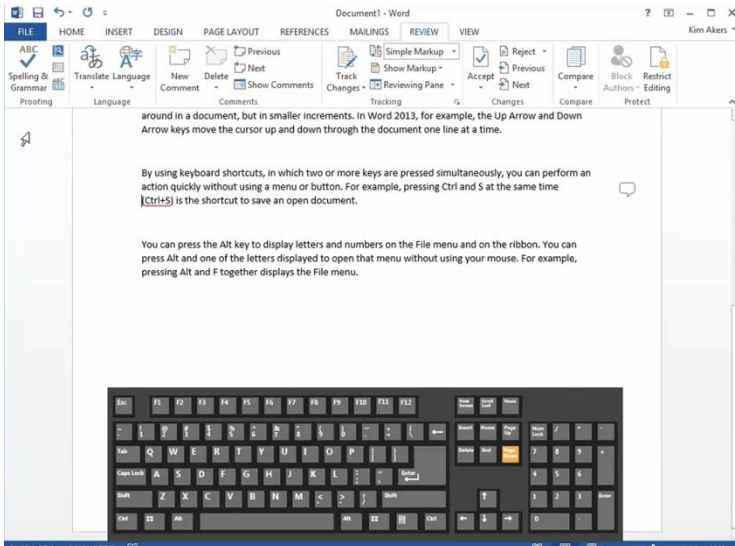 Document1 - Word
FILE HOME INSERT DESIGN PAGE LAYOUT REFERENCES MAILINGS REVIEW VIEW Kim Akers
ABC
Spelling & Grammar
Translate Language
New Comment
Delete
Previous
Next
Show Comments
Track Changes
Simple Markup
Show Markup
Reviewing Pane
Accept
Reject
Previous
Next
Compare
Block Authors
Restrict Editing
Proofing Language Comments Tracking Changes Compare Protect
around in a document, but in smaller increments. In Word 2013, for example, the Up Arrow and Down
Arrow keys move the cursor up and down through the document one line at a time.
By using keyboard shortcuts, in which two or more keys are pressed simultaneously, you can perform an
action quickly without using a menu or button. For example, pressing Ctrl and S at the same time
(Ctrl+S) is the shortcut to save an open document.
You can press the Alt key to display letters and numbers on the File menu and on the ribbon. You can
press Alt and one of the letters displayed to open that menu without using your mouse. For example,
pressing Alt and F together displays the File menu.
Esc F1 F2 F3 F4 F5 F6 F7 F8 F9 F10 F11 F12 Scroll Lock Pause
Insert Home Page Up Num Lock / * -
Tab Q W E R T Y U I O P Delete End Page Down 7 8 9 +
Caps Lock A S D F G H J K L Enter 4 5 6
Shift Z X C V B N M < > ? Shift 1 2 3 Enter
Ctrl Alt Alt Ctrl 0 .